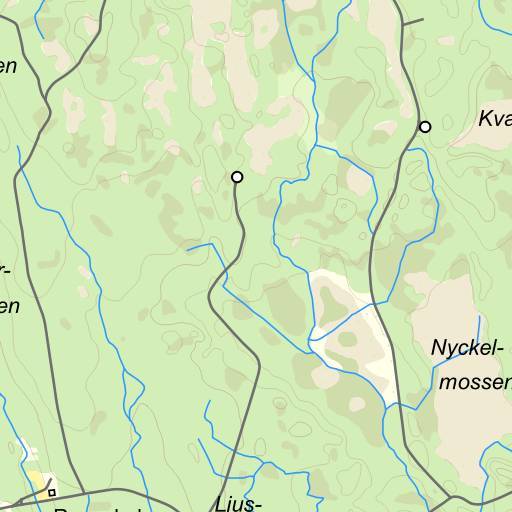 en
Kva
r-
en
Nyckel-
mossen
Lius-